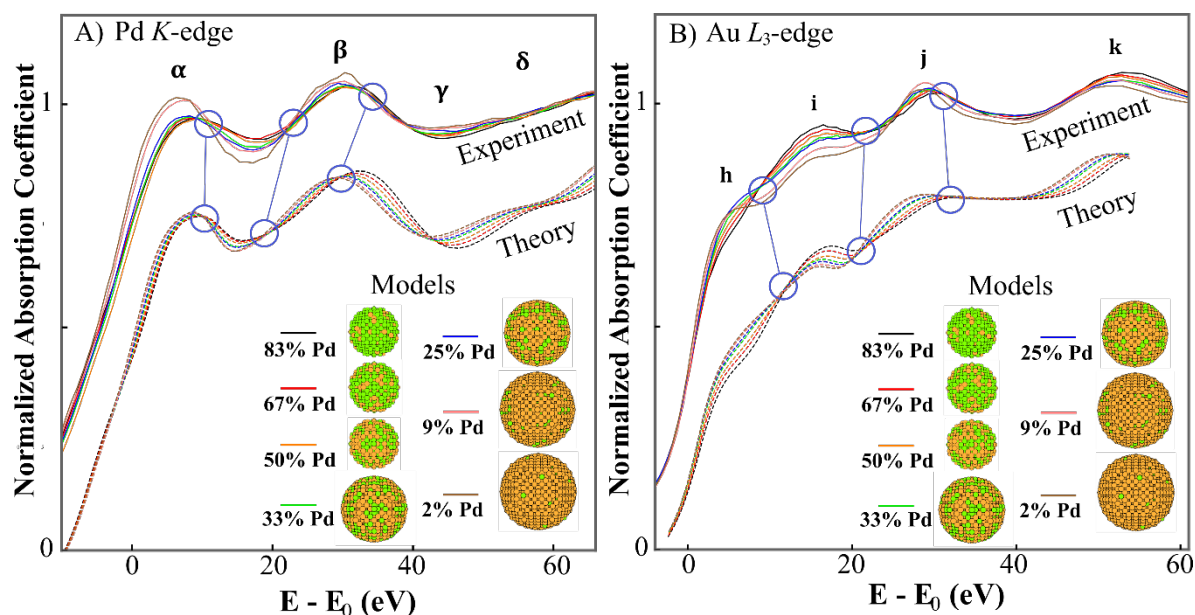 A) Pd K-edge
α
β
γ
δ
Experiment
Theory
Models
83% Pd
67% Pd
50% Pd
33% Pd
25% Pd
9% Pd
2% Pd
1
0
0
20
40
60
E - E0 (eV)
Normalized Absorption Coefficient
B) Au L3-edge
h
i
j
k
Experiment
Theory
Models
83% Pd
67% Pd
50% Pd
33% Pd
25% Pd
9% Pd
2% Pd
1
0
0
20
40
60
E - E0 (eV)
Normalized Absorption Coefficient